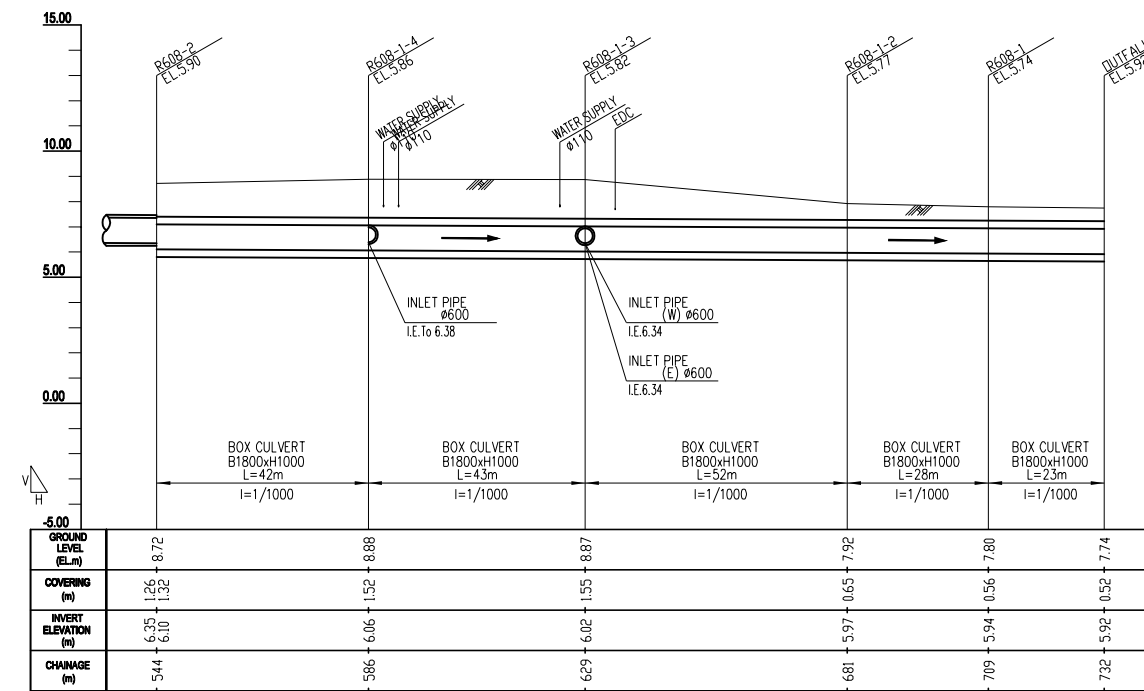 15.00
10.00
5.00
0.00
-5.00
R608-2
EL.5.90
R608-1-4
EL.5.86
R608-1-3
EL.5.82
R608-1-2
EL.5.77
R608-1
EL.5.74
WATER SUPPLY
WATER SUPPLY
ø110
WATER SUPPLY
ø110
EDC
INLET PIPE
ø600
I.E.To 6.38
INLET PIPE
(W) ø600
I.E.6.34
INLET PIPE
(E) ø600
I.E.6.34
BOX CULVERT
B1800xH1000
L=42m
I=1/1000
BOX CULVERT
B1800xH1000
L=43m
I=1/1000
BOX CULVERT
B1800xH1000
L=52m
I=1/1000
BOX CULVERT
B1800xH1000
L=28m
I=1/1000
BOX CULVERT
B1800xH1000
L=23m
I=1/1000
V
H
GROUND
LEVEL
(EL.m)
8.72 8.88 8.87 7.92 7.80 7.74
COVERING
(m)
1.26 1.32 1.52 1.55 0.65 0.56 0.52
INVERT
ELEVATION
(m)
6.35 6.10 6.06 6.02 5.97 5.94 5.92
CHAINAGE
(m)
544 586 629 681 709 732